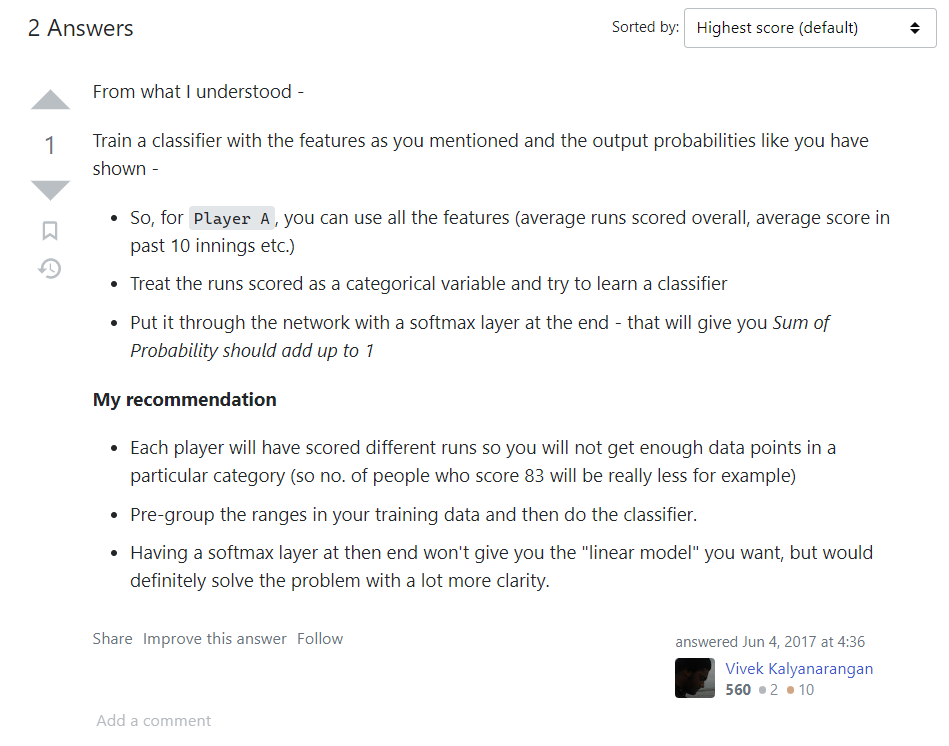 2 Answers
Sorted by: Highest score (default)
From what I understood -
1
Train a classifier with the features as you mentioned and the output probabilities like you have
shown -
• So, for Player A, you can use all the features (average runs scored overall, average score in
past 10 innings etc.)
• Treat the runs scored as a categorical variable and try to learn a classifier
• Put it through the network with a softmax layer at the end - that will give you Sum of
Probability should add up to 1
My recommendation
• Each player will have scored different runs so you will not get enough data points in a
particular category (so no. of people who score 83 will be really less for example)
• Pre-group the ranges in your training data and then do the classifier.
• Having a softmax layer at then end won't give you the "linear model" you want, but would
definitely solve the problem with a lot more clarity.
Share Improve this answer Follow
answered Jun 4, 2017 at 4:36
Vivek Kalyanarangan
560 ●2 ●10
Add a comment